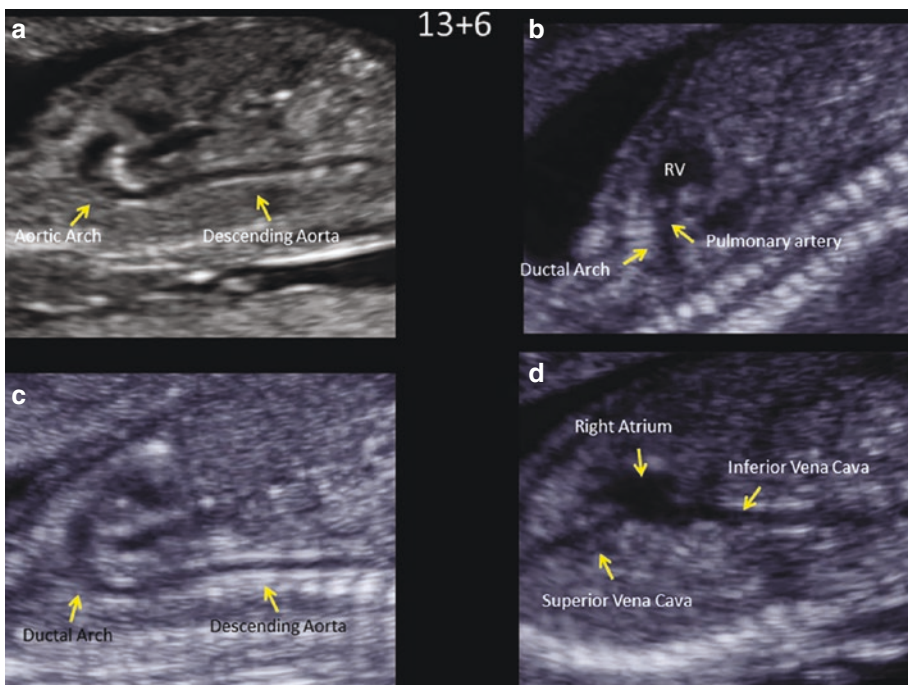 13+6
a
Aortic Arch
Descending Aorta
b
RV
Pulmonary artery
Ductal Arch
c
Ductal Arch
Descending Aorta
d
Right Atrium
Inferior Vena Cava
Superior Vena Cava